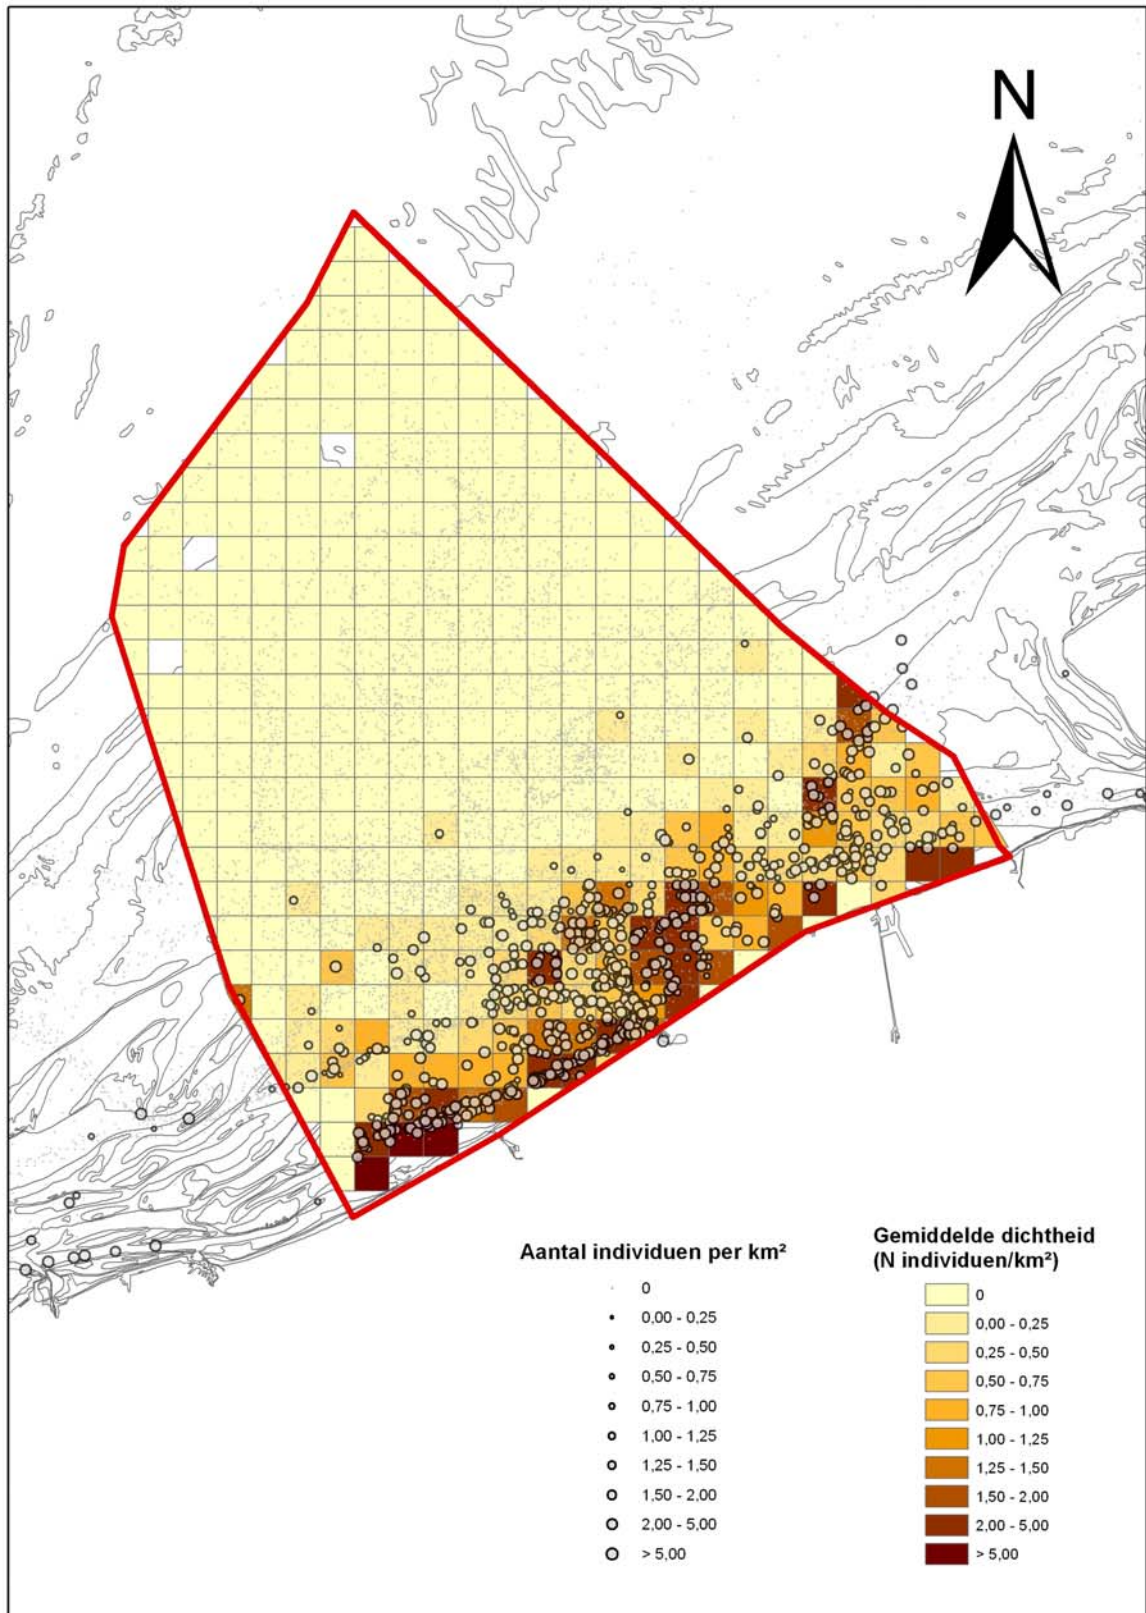 N
Aantal individuen per km²
0
0,00 - 0,25
0,25 - 0,50
0,50 - 0,75
0,75 - 1,00
1,00 - 1,25
1,25 - 1,50
1,50 - 2,00
2,00 - 5,00
> 5,00
Gemiddelde dichtheid
(N individuen/km²)
0
0,00 - 0,25
0,25 - 0,50
0,50 - 0,75
0,75 - 1,00
1,00 - 1,25
1,25 - 1,50
1,50 - 2,00
2,00 - 5,00
> 5,00